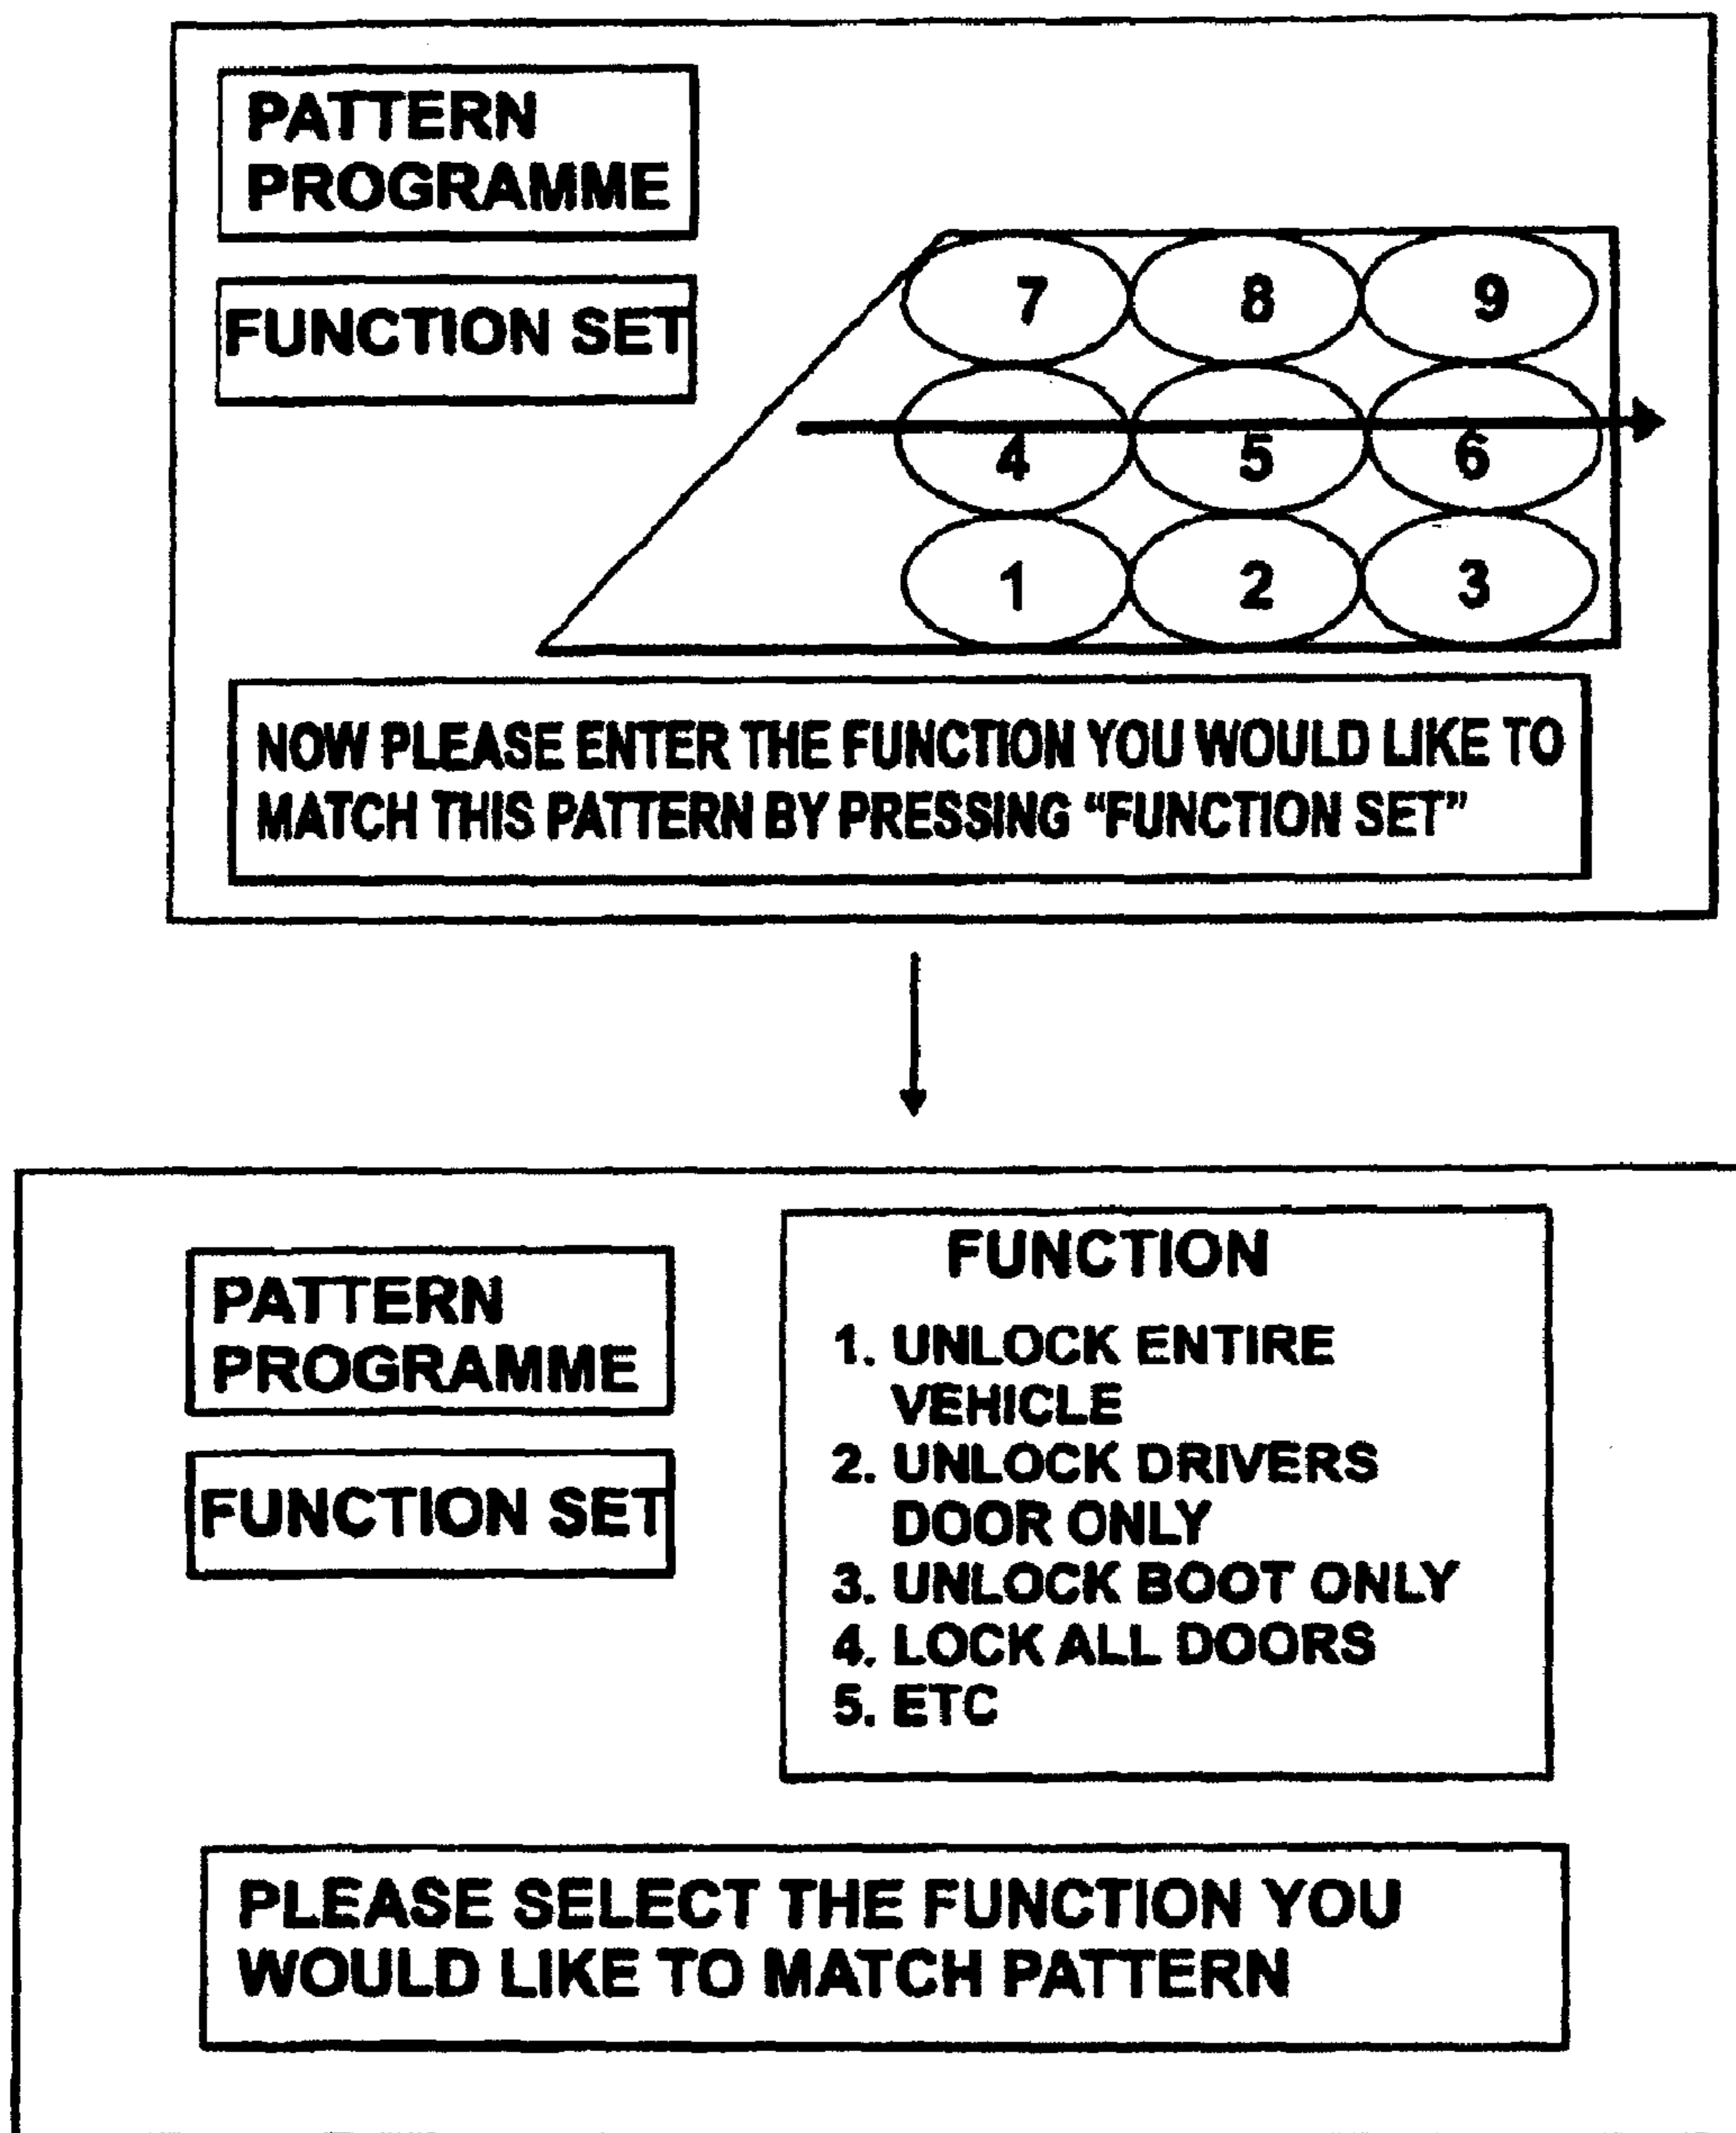 PATTERN
PROGRAMME
FUNCTION SET
7 8 9
4 5 6
1 2 3
NOW PLEASE ENTER THE FUNCTION YOU WOULD LIKE TO
MATCH THIS PATTERN BY PRESSING “FUNCTION SET”
PATTERN
PROGRAMME
FUNCTION SET
FUNCTION
1. UNLOCK ENTIRE
VEHICLE
2. UNLOCK DRIVERS
DOOR ONLY
3. UNLOCK BOOT ONLY
4. LOCK ALL DOORS
5. ETC
PLEASE SELECT THE FUNCTION YOU
WOULD LIKE TO MATCH PATTERN